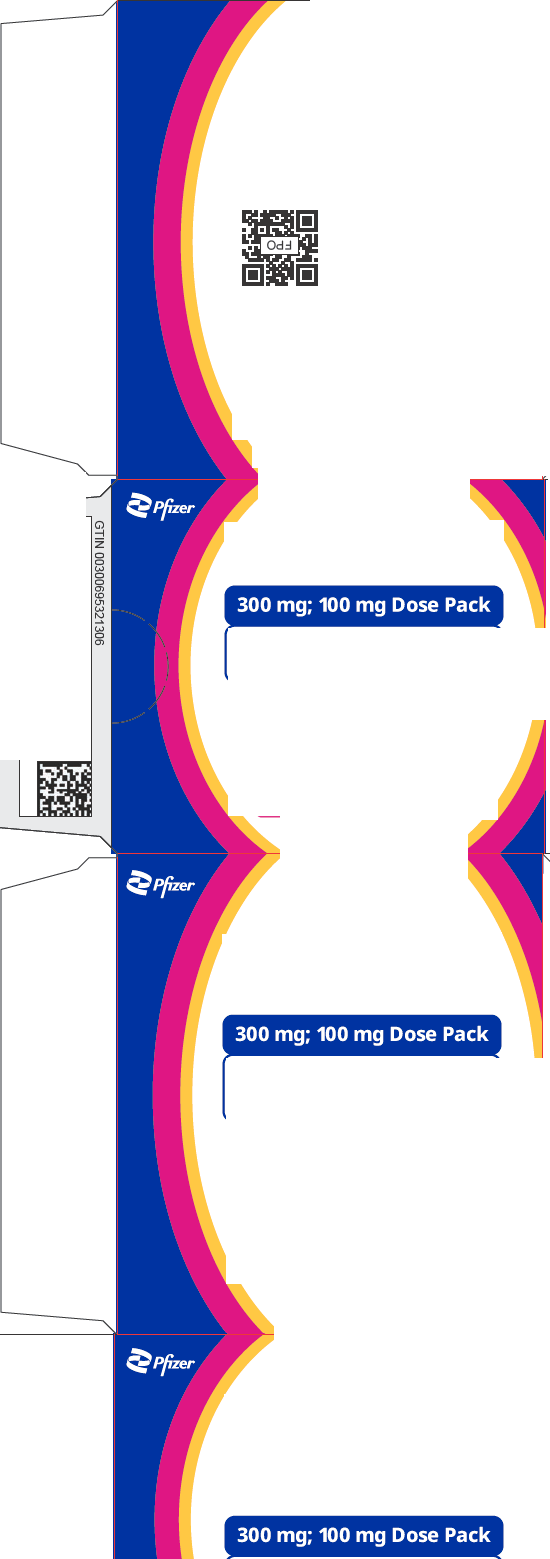 FPO
Pfizer
GTIN 00300695321306
300 mg; 100 mg Dose Pack
Pfizer
300 mg; 100 mg Dose Pack
Pfizer
300 mg; 100 mg Dose Pack